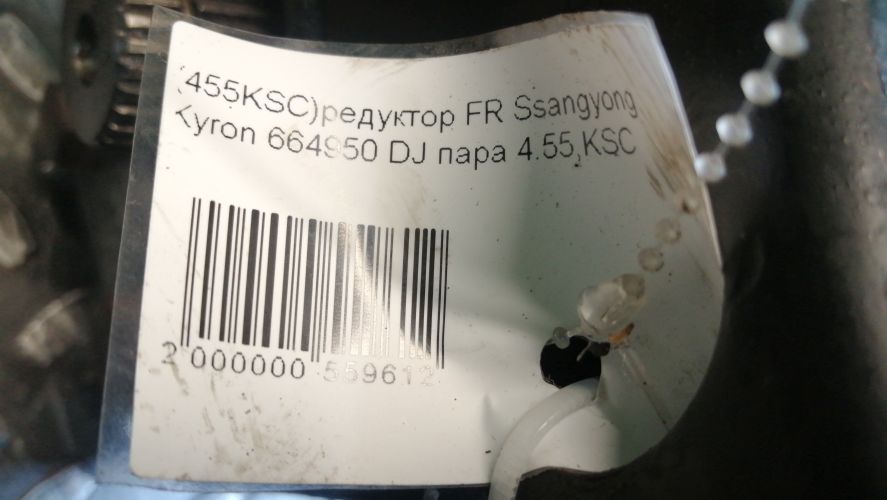 (455KSC)редуктор FR Ssangyong
Kyron 664950 DJ пара 4.55,KSC
2 000000 559612